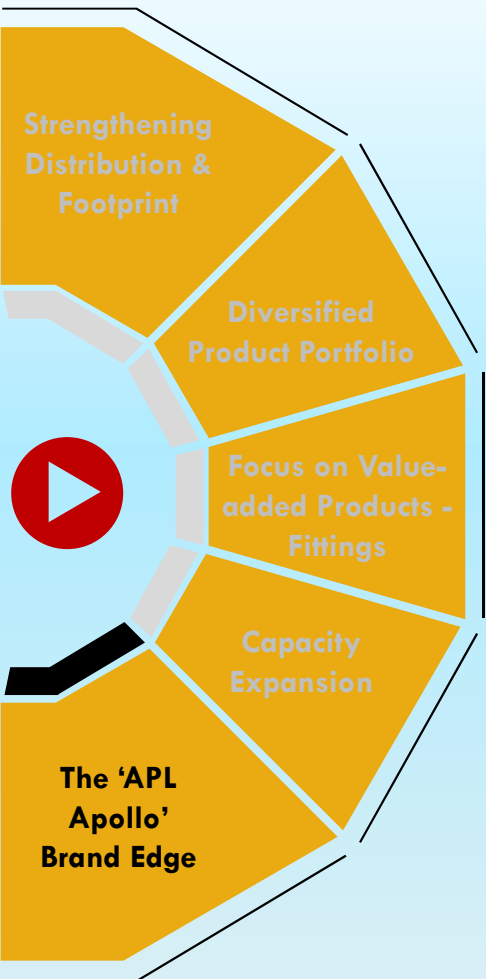 Strengthening
Distribution &
Footprint
Diversified
Product Portfolio
Focus on Value-
added Products -
Fittings
Capacity
Expansion
The ‘APL
Apollo’
Brand Edge